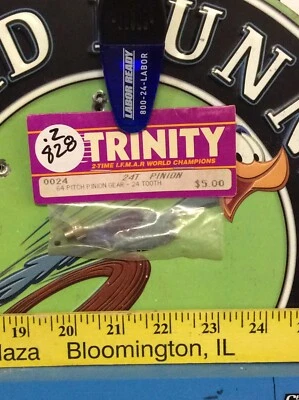 D RUNN
LABOR READY
800-24-LABOR
2
828
TRINITY
2-TIME I.F.M.A.R WORLD CHAMPIONS
0024
24T PINION
64 PITCH PINION GEAR - 24 TOOTH
$5.00
19 20 21 22 23 24
laza Bloomington, IL